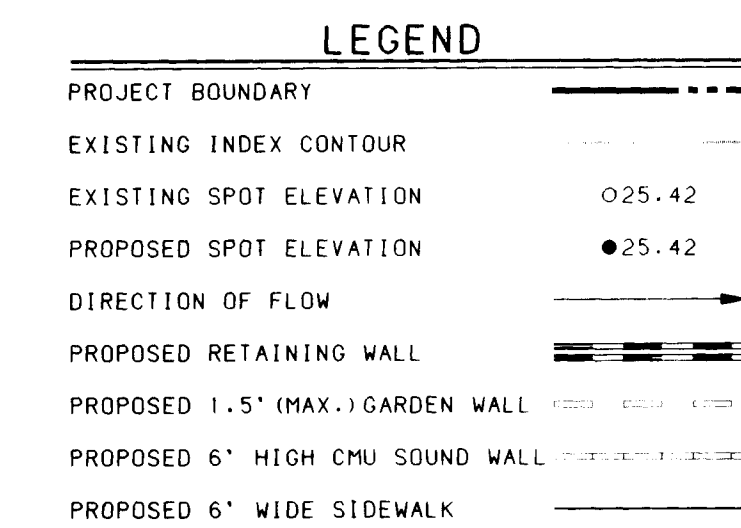 LEGEND
PROJECT BOUNDARY
EXISTING INDEX CONTOUR
EXISTING SPOT ELEVATION 25.42
PROPOSED SPOT ELEVATION 25.42
DIRECTION OF FLOW
PROPOSED RETAINING WALL
PROPOSED 1.5' (MAX.) GARDEN WALL
PROPOSED 6' HIGH CMU SOUND WALL
PROPOSED 6' WIDE SIDEWALK